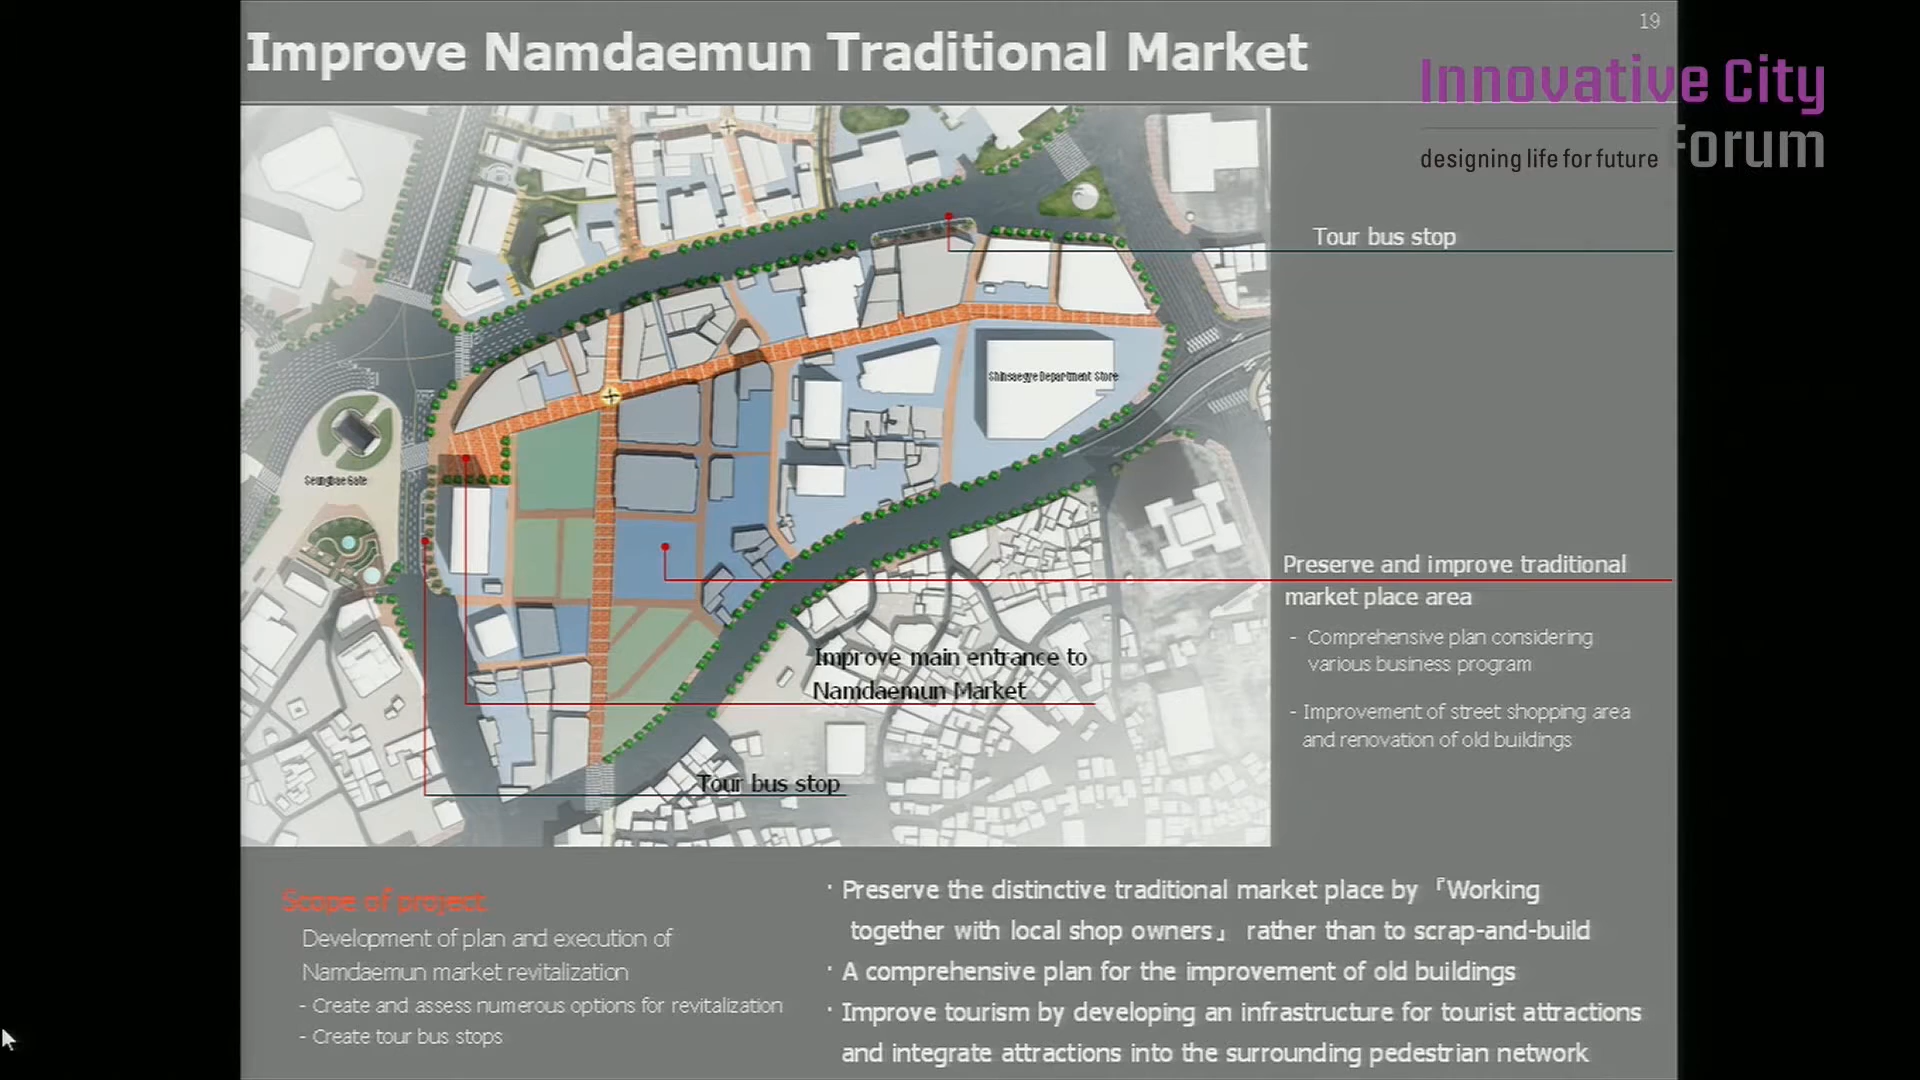 19
Improve Namdaemun Traditional Market
Innovative City
Forum
designing life for future
Tour bus stop
Shinsaegye Department Store
Seungnae Gate
Preserve and improve traditional
market place area
- Comprehensive plan considering
various business program
- Improvement of street shopping area
and renovation of old buildings
Improve main entrance to
Namdaemun Market
Tour bus stop
Scope of project
Development of plan and execution of
Namdaemun market revitalization
- Create and assess numerous options for revitalization
- Create tour bus stops
· Preserve the distinctive traditional market place by 『Working
together with local shop owners』 rather than to scrap-and-build
· A comprehensive plan for the improvement of old buildings
· Improve tourism by developing an infrastructure for tourist attractions
and integrate attractions into the surrounding pedestrian network